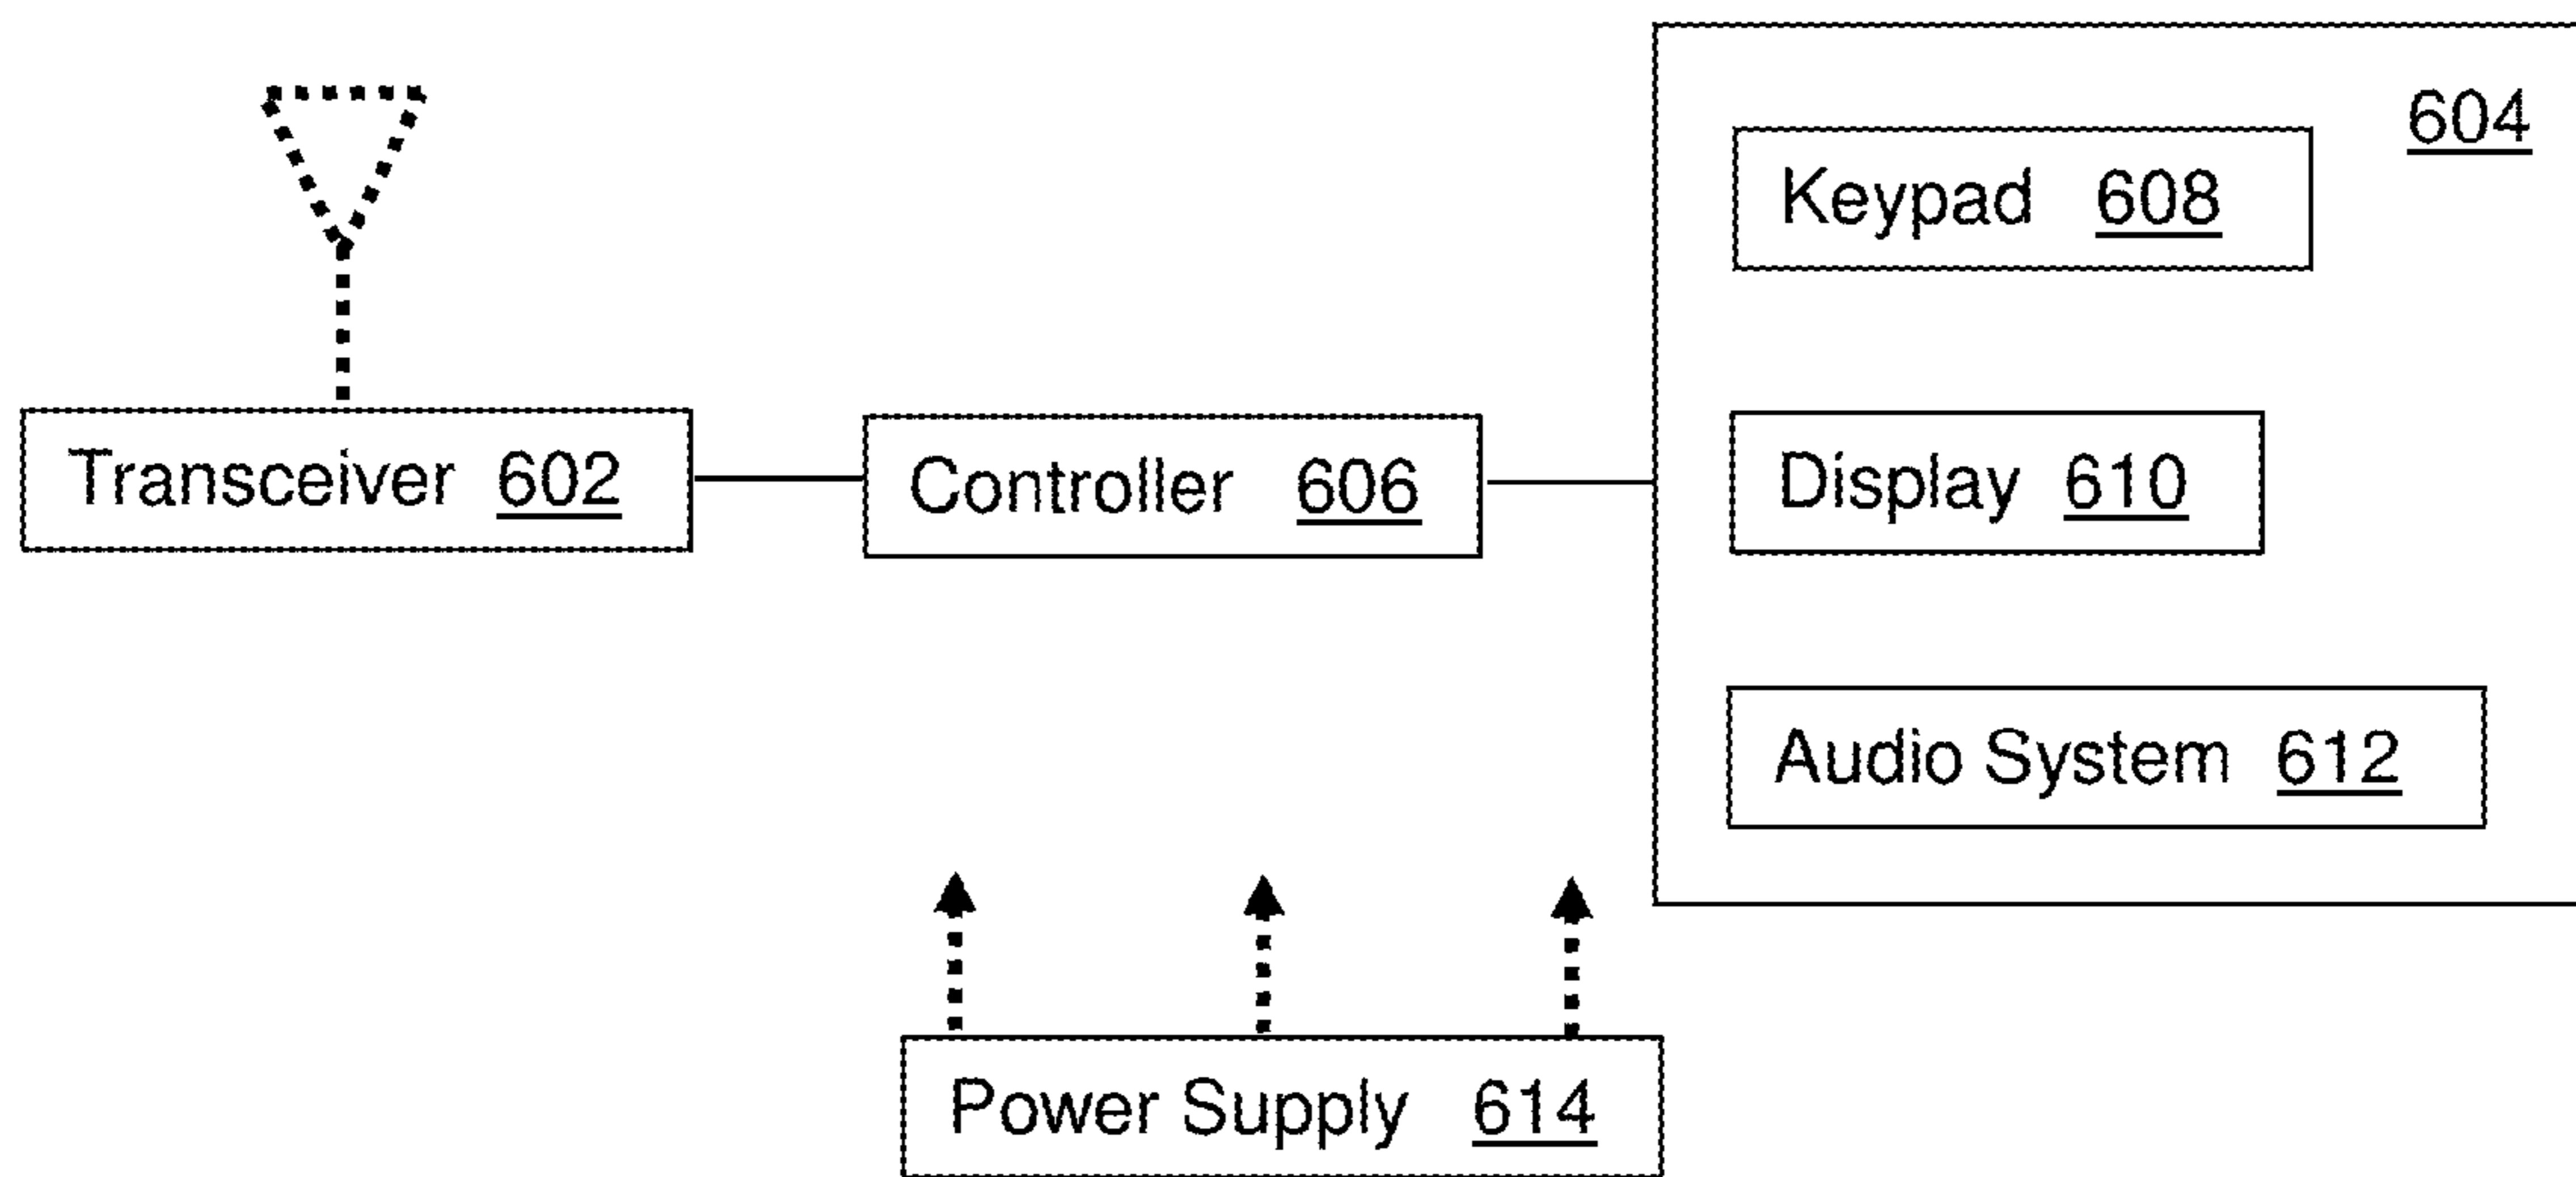 604
Keypad 608
Transceiver 602
Controller 606
Display 610
Audio System 612
Power Supply 614